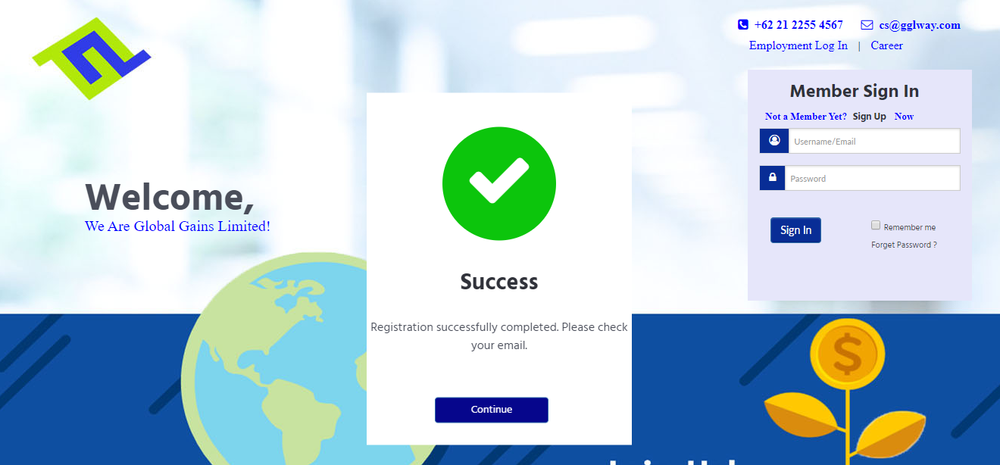 +62 21 2255 4567 cs@gglway.com
Employment Log In | Career
Member Sign In
Not a Member Yet? Sign Up Now
Username/Email
Password
Sign In
Remember me
Forget Password ?
Welcome,
We Are Global Gains Limited!
Success
Registration successfully completed. Please check
your email.
Continue
$